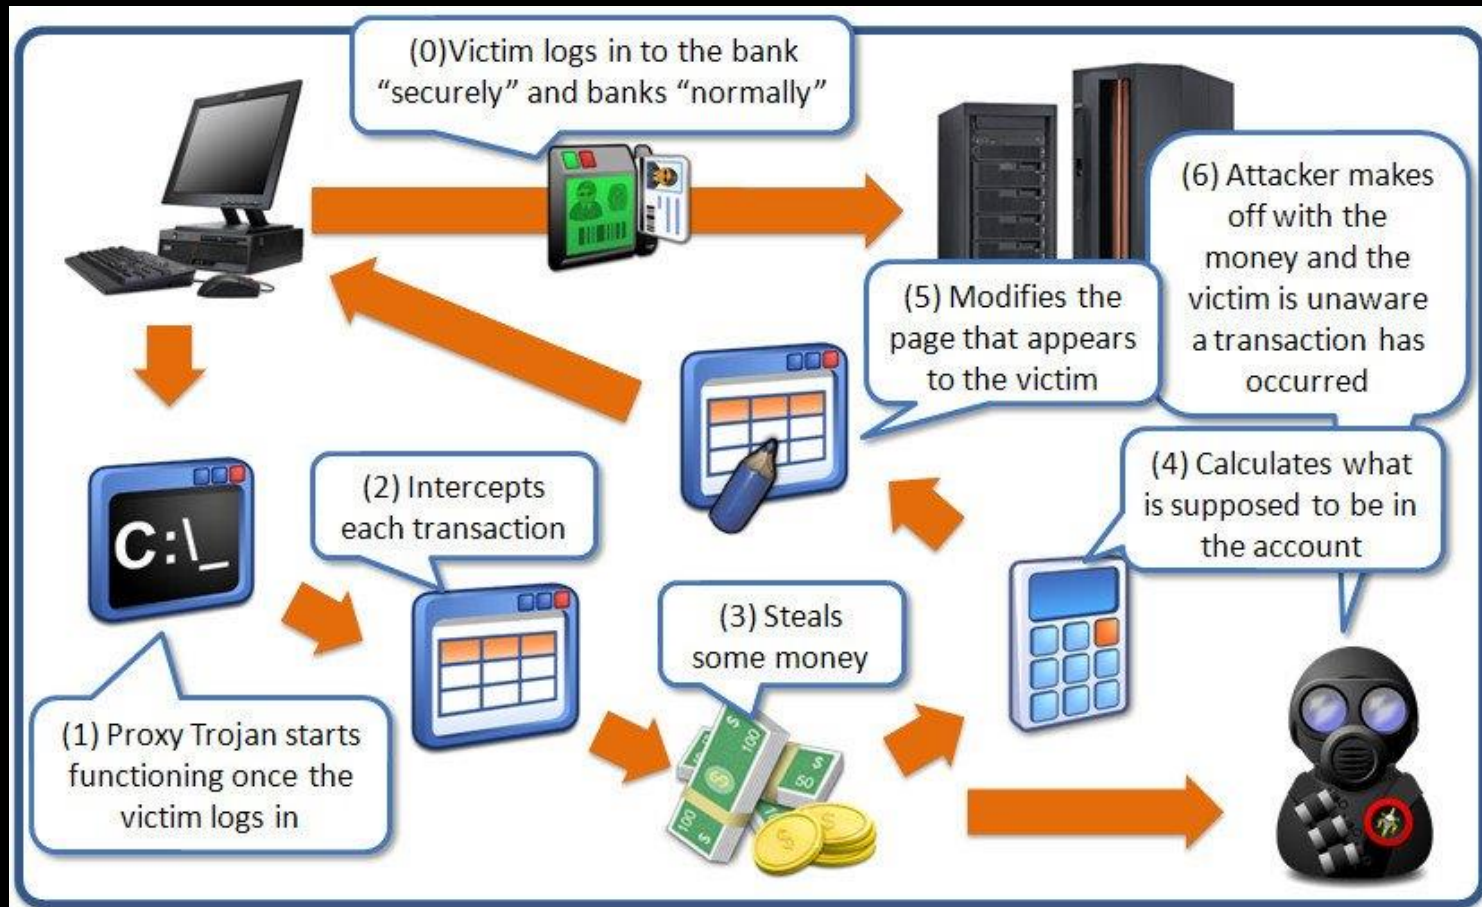 (0)Victim logs in to the bank
“securely” and banks “normally”
(1) Proxy Trojan starts
functioning once the
victim logs in
C:\_
(2) Intercepts
each transaction
(3) Steals
some money
$
100
$
100
$
$
50
$
(4) Calculates what
is supposed to be in
the account
(5) Modifies the
page that appears
to the victim
(6) Attacker makes
off with the
money and the
victim is unaware
a transaction has
occurred